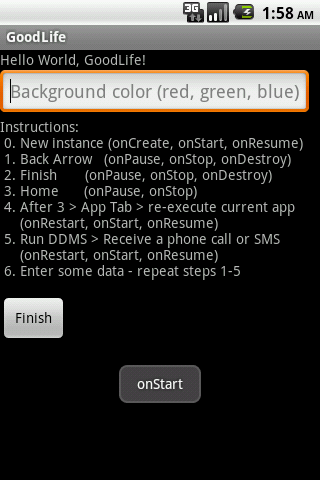 3G 1:58 AM
GoodLife
Hello World, GoodLife!
Background color (red, green, blue)
Instructions:
0. New instance (onCreate, onStart, onResume)
1. Back Arrow (onPause, onStop, onDestroy)
2. Finish (onPause, onStop, onDestroy)
3. Home (onPause, onStop)
4. After 3 > App Tab > re-execute current app
(onRestart, onStart, onResume)
5. Run DDMS > Receive a phone call or SMS
(onRestart, onStart, onResume)
6. Enter some data - repeat steps 1-5
Finish
onStart